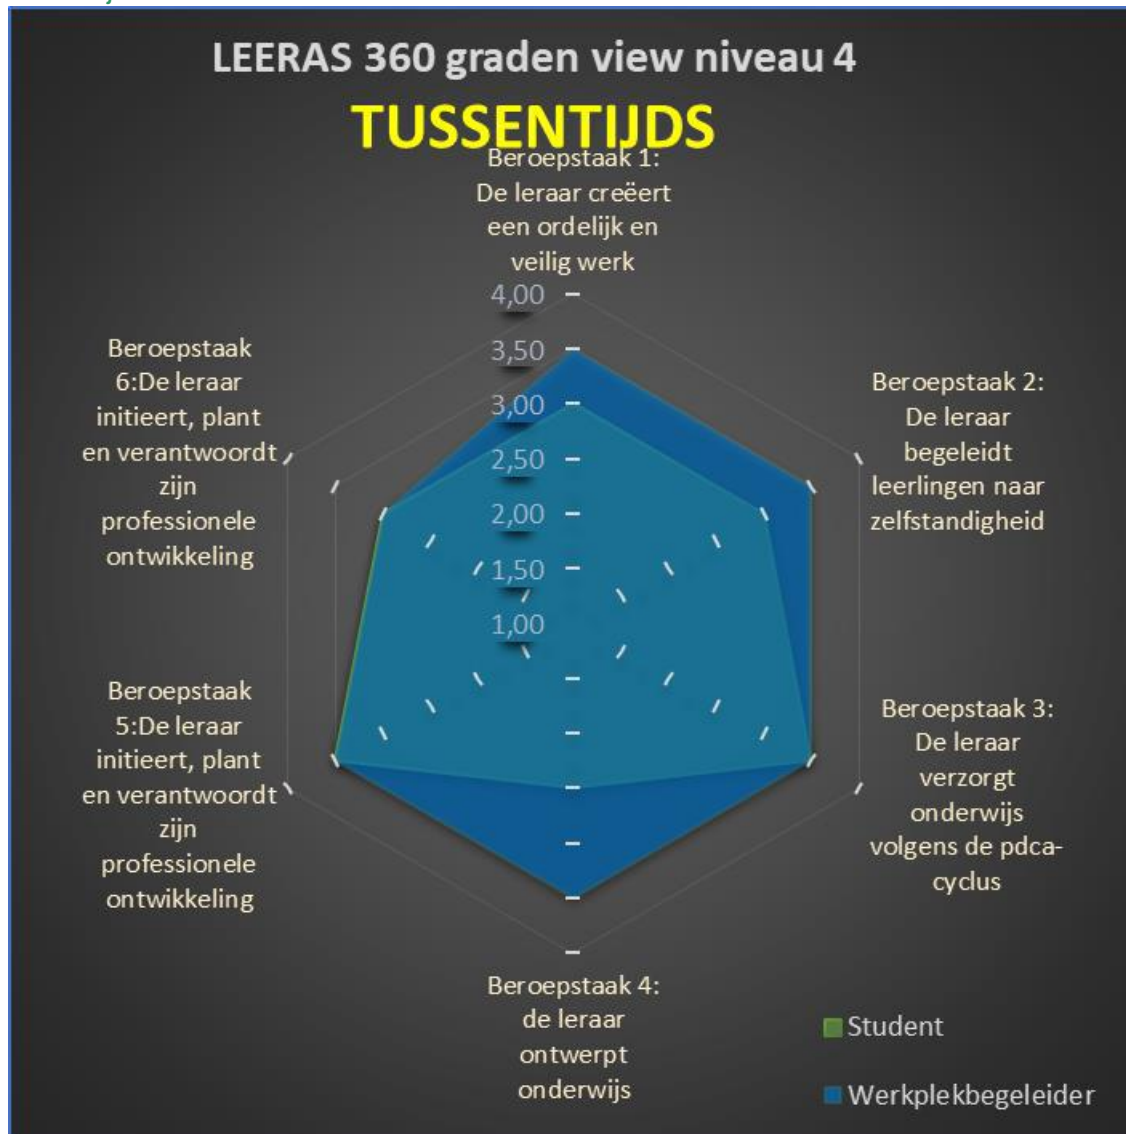 LEERAS 360 graden view niveau 4
TUSSENTIJDS
Beroepstaak 1:
De leraar creëert
een ordelijk en
veilig werk
4,00
3,50
3,00
2,50
2,00
1,50
1,00
Beroepstaak 2:
De leraar
begeleidt
leerlingen naar
zelfstandigheid
Beroepstaak 3:
De leraar
verzorgt
onderwijs
volgens de pdca-
cyclus
Beroepstaak 4:
de leraar
ontwerpt
onderwijs
Beroepstaak
5:De leraar
initieert, plant
en verantwoordt
zijn
professionele
ontwikkeling
Beroepstaak
6:De leraar
initieert, plant
en verantwoordt
zijn
professionele
ontwikkeling
Student
Werkplekbegeleider